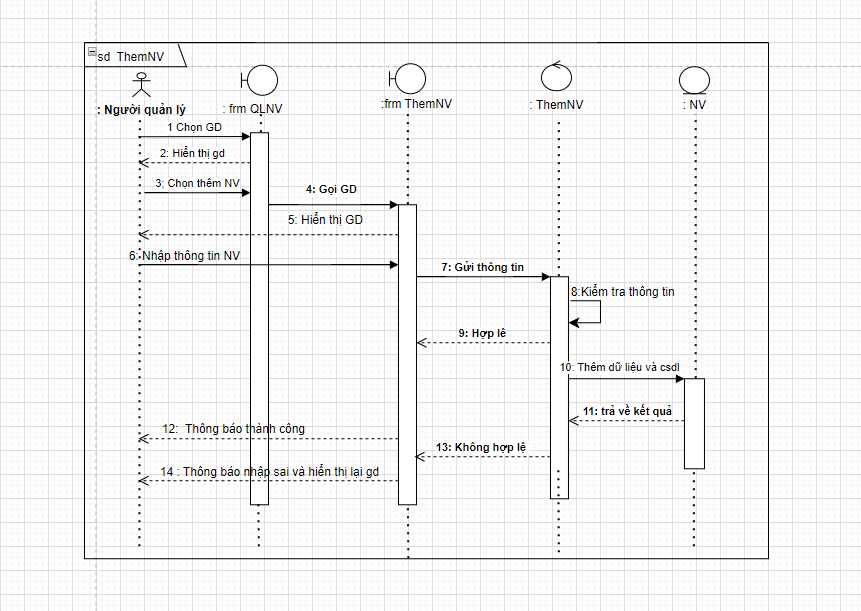 sd ThemNV
: Người quản lý
: frm QLNV
:frm ThemNV
: ThemNV
: NV
1 Chọn GD
2: Hiển thị gd
3: Chọn thêm NV
4: Gọi GD
5: Hiển thị GD
6: Nhập thông tin NV
7: Gửi thông tin
8:Kiểm tra thông tin
9: Hợp lê
10: Thêm dữ liệu và csdl
11: trả về kết quả
12: Thông báo thành công
13: Không hợp lệ
14 : Thông báo nhập sai và hiển thị lại gd